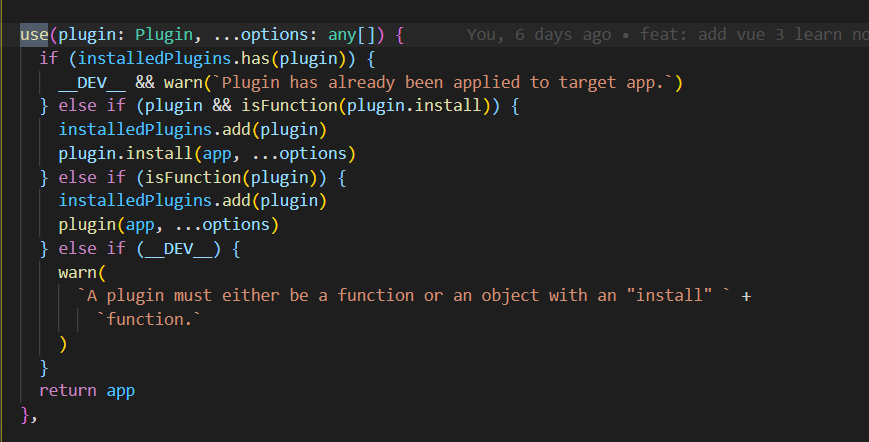 use(plugin: Plugin, ...options: any[]) { You, 6 days ago • feat: add vue 3 learn no
if (installedPlugins.has(plugin)) {
__DEV__ && warn(`Plugin has already been applied to target app.`)
} else if (plugin && isFunction(plugin.install)) {
installedPlugins.add(plugin)
plugin.install(app, ...options)
} else if (isFunction(plugin)) {
installedPlugins.add(plugin)
plugin(app, ...options)
} else if (__DEV__) {
warn(
`A plugin must either be a function or an object with an "install" ` +
`function.`
)
}
return app
},